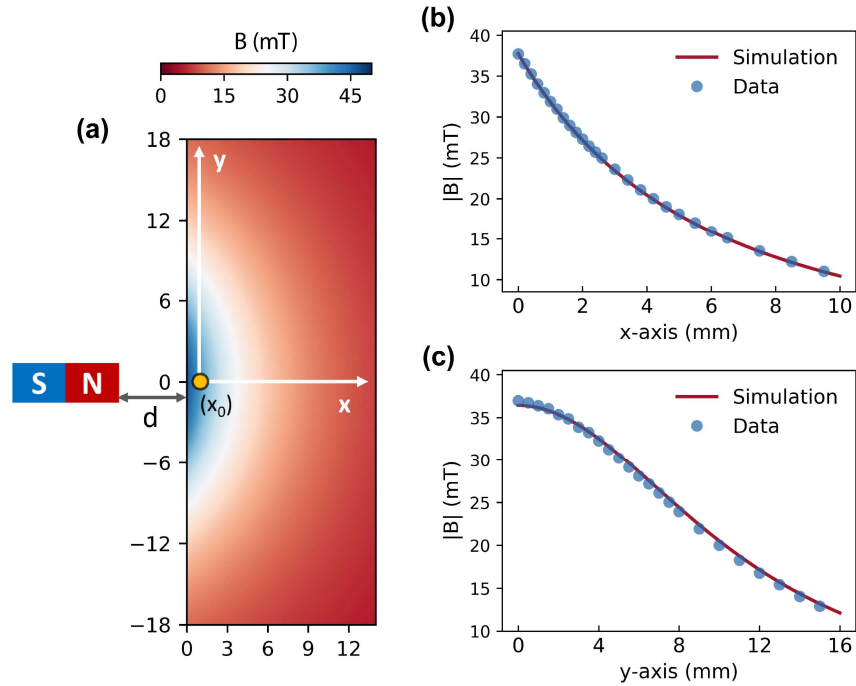 (a)
B (mT)
0 15 30 45
18
12
6
0
−6
−12
−18
0 3 6 9 12
y
x
(x₀)
S N
d
(b)
40
35
30
25
20
15
10
|B| (mT)
0 2 4 6 8 10
x-axis (mm)
Simulation
Data
(c)
40
35
30
25
20
15
10
|B| (mT)
0 4 8 12 16
y-axis (mm)
Simulation
Data